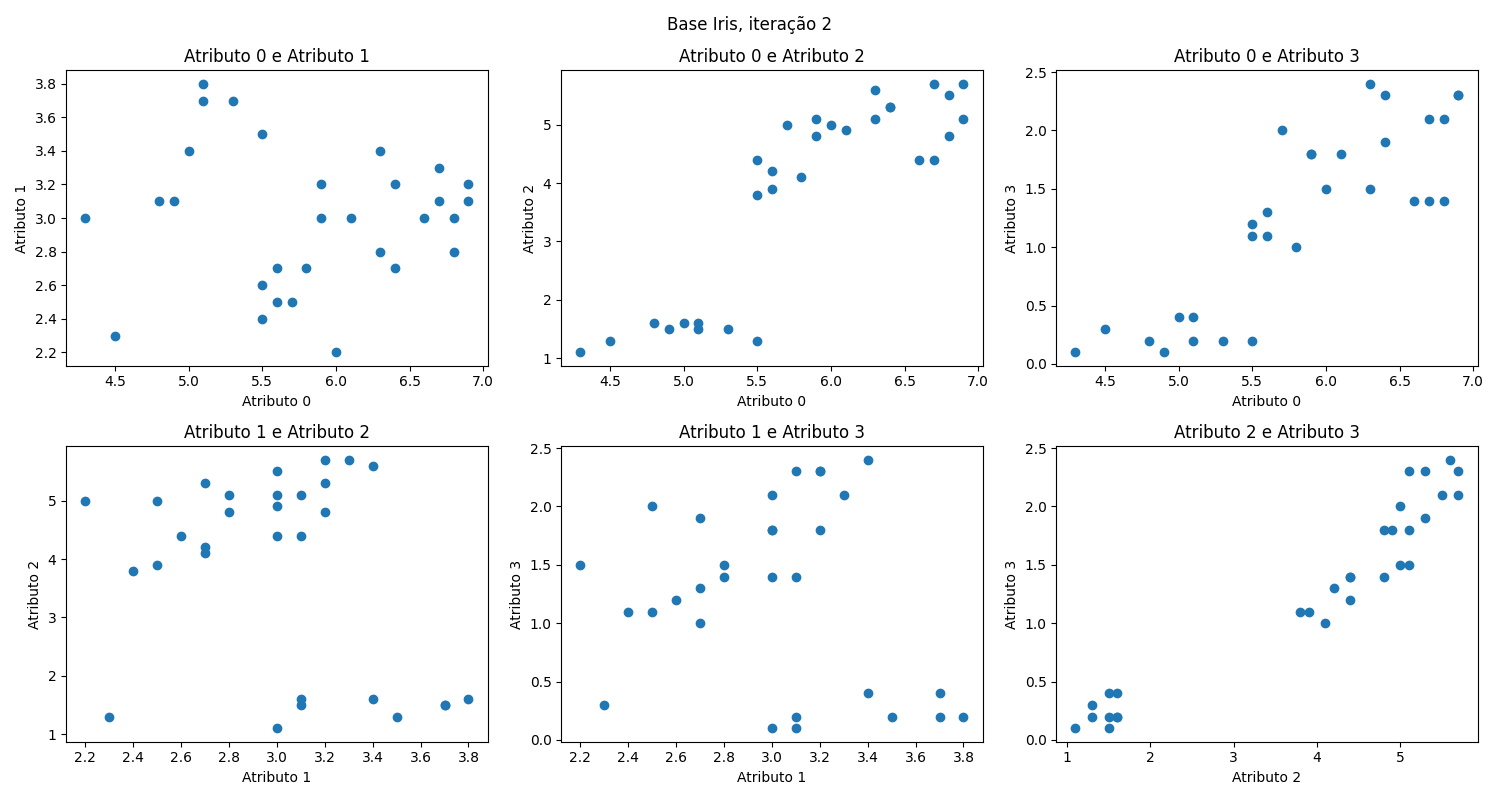 Base Iris, iteração 2
Atributo 0 e Atributo 1
3.8
3.6
3.4
3.2
3.0
2.8
2.6
2.4
2.2
Atributo 1
4.5 5.0 5.5 6.0 6.5 7.0
Atributo 0
Atributo 0 e Atributo 2
5
4
3
2
1
Atributo 2
4.5 5.0 5.5 6.0 6.5 7.0
Atributo 0
Atributo 0 e Atributo 3
2.5
2.0
1.5
1.0
0.5
0.0
Atributo 3
4.5 5.0 5.5 6.0 6.5 7.0
Atributo 0
Atributo 1 e Atributo 2
5
4
3
2
1
Atributo 2
2.2 2.4 2.6 2.8 3.0 3.2 3.4 3.6 3.8
Atributo 1
Atributo 1 e Atributo 3
2.5
2.0
1.5
1.0
0.5
0.0
Atributo 3
2.2 2.4 2.6 2.8 3.0 3.2 3.4 3.6 3.8
Atributo 1
Atributo 2 e Atributo 3
2.5
2.0
1.5
1.0
0.5
0.0
Atributo 3
1 2 3 4 5
Atributo 2